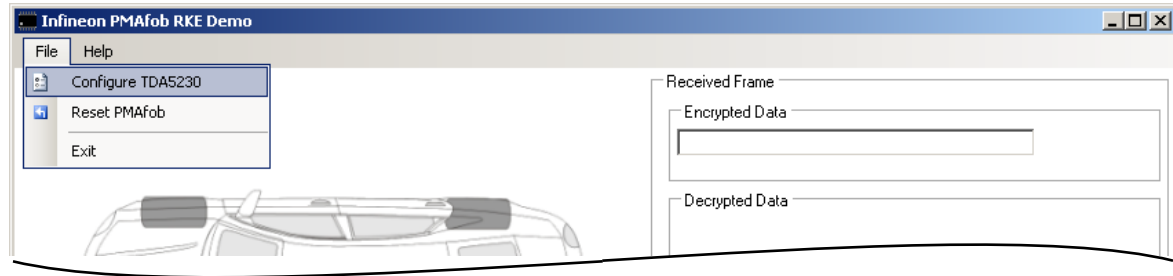 Infineon PMAfob RKE Demo
File Help
Configure TDA5230
Reset PMAfob
Exit
Received Frame
Encrypted Data
Decrypted Data